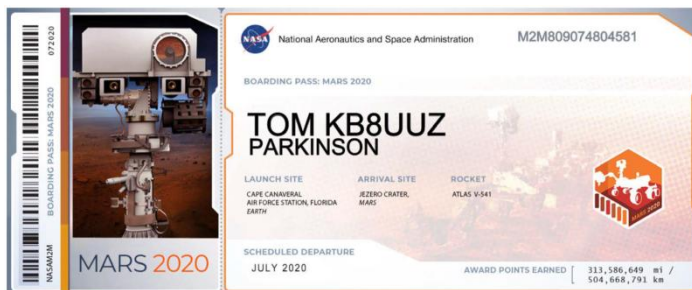 072020
BOARDING PASS: MARS 2020
NASAM2M
MARS 2020
NASA
National Aeronautics and Space Administration
M2M809074804581
BOARDING PASS: MARS 2020
TOM KB8UUZ
PARKINSON
LAUNCH SITE
CAPE CANAVERAL
AIR FORCE STATION, FLORIDA
EARTH
ARRIVAL SITE
JEZERO CRATER,
MARS
ROCKET
ATLAS V-541
MARS 2020
SCHEDULED DEPARTURE
JULY 2020
AWARD POINTS EARNED
313,586,649 mi /
504,668,791 km